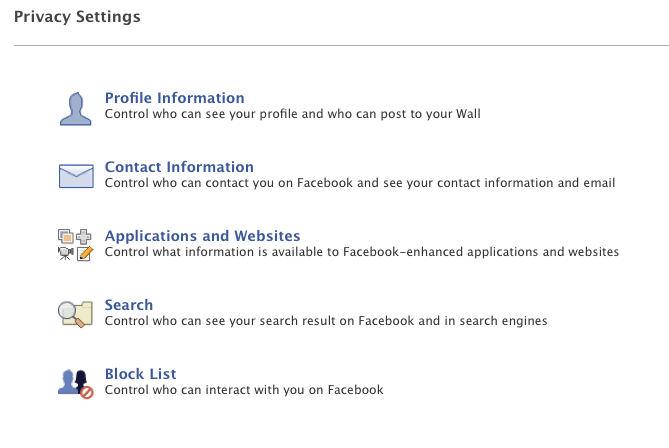 Privacy Settings
Profile Information
Control who can see your profile and who can post to your Wall
Contact Information
Control who can contact you on Facebook and see your contact information and email
Applications and Websites
Control what information is available to Facebook-enhanced applications and websites
Search
Control who can see your search result on Facebook and in search engines
Block List
Control who can interact with you on Facebook